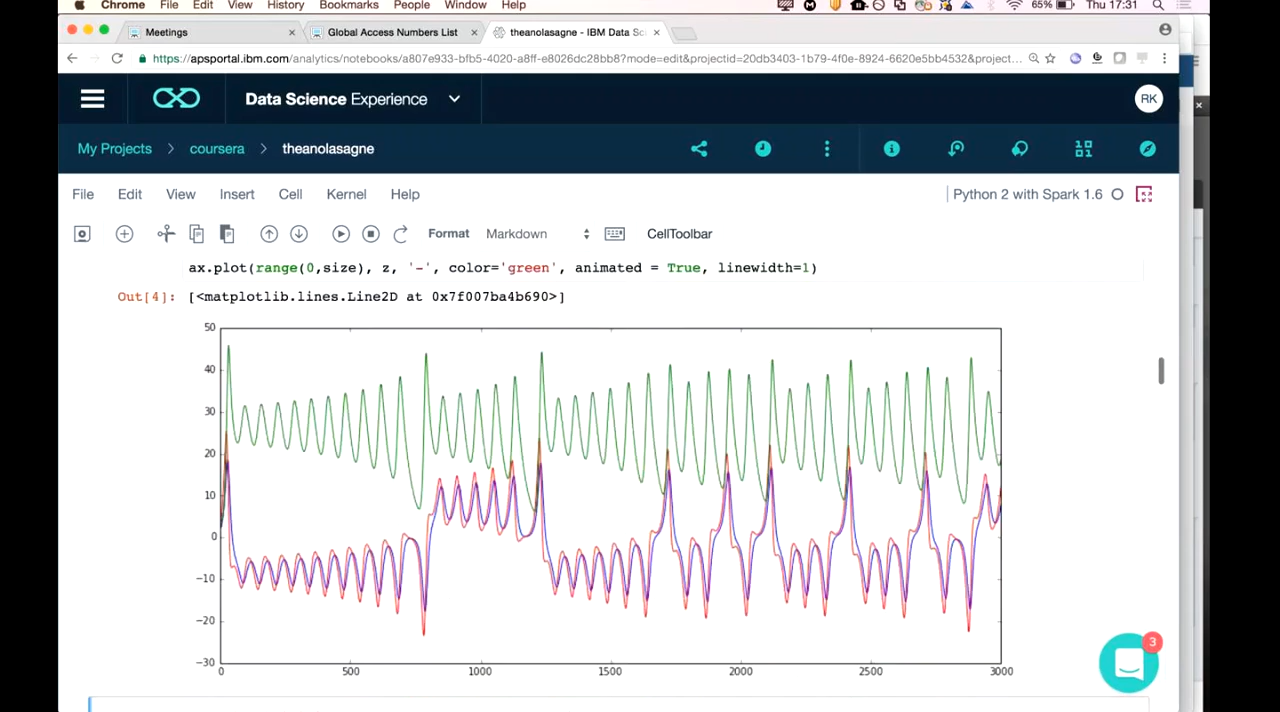 Chrome File Edit View History Bookmarks People Window Help 65% Thu 17:31
Meetings × Global Access Numbers List × theanolasagne - IBM Data Sc ×
https://apsportal.ibm.com/analytics/notebooks/a807e933-bfb5-4020-a8ff-e8026dc28bb8?mode=edit&projectid=20db3403-1b79-4f0e-8924-6620e5bb4532&project...
Data Science Experience RK
My Projects > coursera > theanolasagne
File Edit View Insert Cell Kernel Help Python 2 with Spark 1.6
Format Markdown CellToolbar
ax.plot(range(0,size), z, '-', color='green', animated = True, linewidth=1)
Out[4]: [<matplotlib.lines.Line2D at 0x7f007ba4b690>]
50
40
30
20
10
0
−10
−20
−30
0 500 1000 1500 2000 2500 3000
3